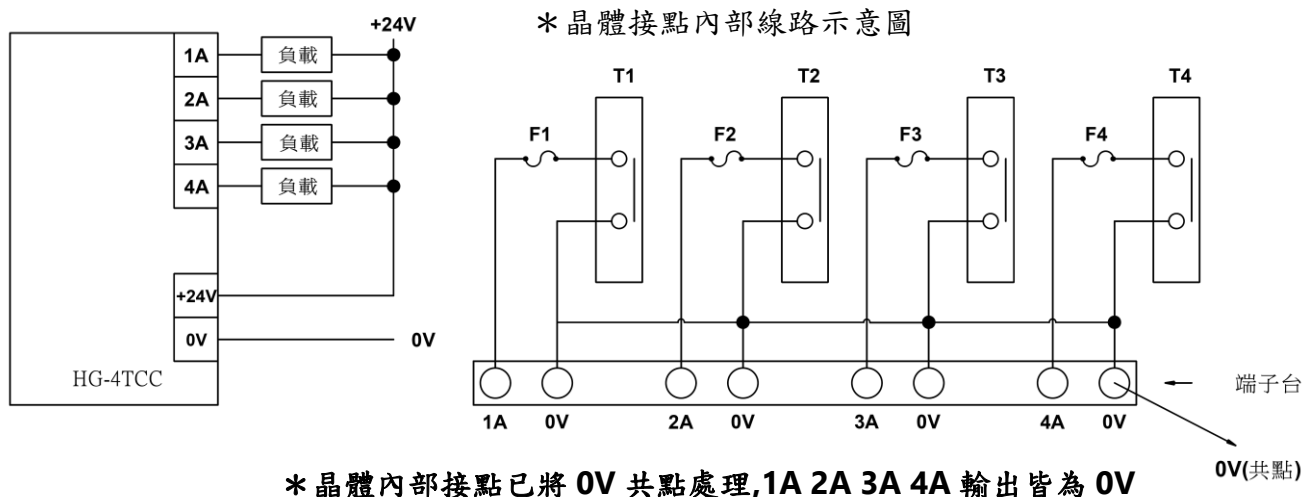 +24V
1A 負載
2A 負載
3A 負載
4A 負載
+24V
0V 0V
HG-4TCC
＊晶體接點內部線路示意圖
T1 T2 T3 T4
F1 F2 F3 F4
1A 0V 2A 0V 3A 0V 4A 0V
端子台
0V(共點)
＊晶體內部接點已將 0V 共點處理,1A 2A 3A 4A 輸出皆為 0V